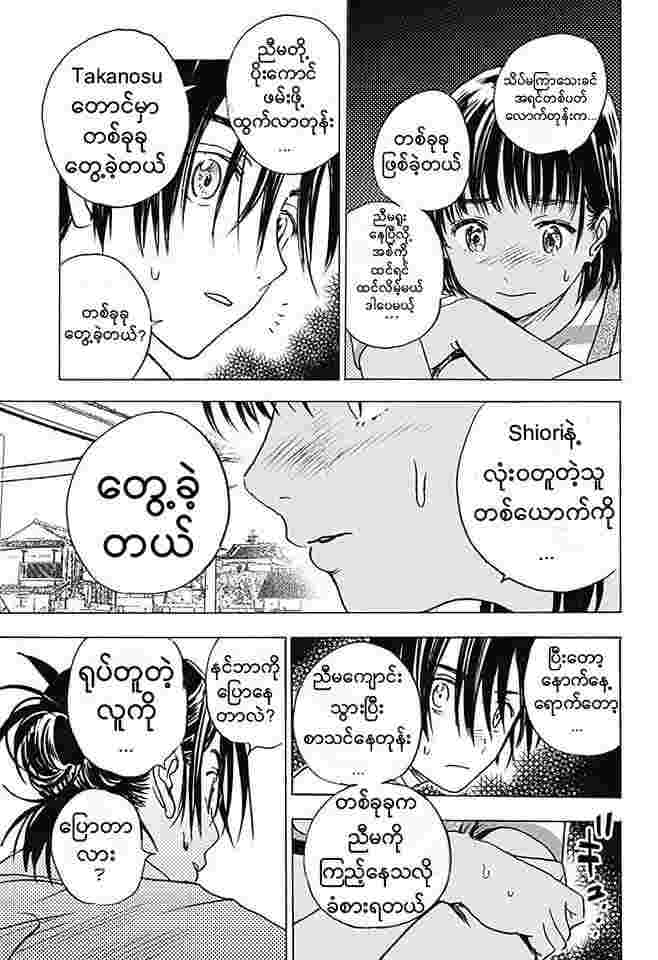 သိပ်မကြာသေးခင်
အရင်တစ်ပတ်
လောက်တုန်းက...
တစ်ခုခု
ဖြစ်ခဲ့တယ်
ညီမရူး
နေပြီလို့
အစ်ကို
ထင်ရင်
ထင်လိမ့်မယ်
ဒါပေမယ့်
...
ညီမတို့
ပိုးကောင်
ဖမ်းဖို့
ထွက်လာတုန်း
...
Takanosu
တောင်မှာ
တစ်ခုခု
တွေ့ခဲ့တယ်
တစ်ခုခု
တွေ့ခဲ့တယ်?
Shioriနဲ့
လုံးဝတူတဲ့သူ
တစ်ယောက်ကို
...
တွေ့ခဲ့
တယ်
ပြီးတော့
နောက်နေ့
ရောက်တော့
...
ညီမကျောင်း
သွားပြီး
စာသင်နေတုန်း
တစ်ခုခုက
ညီမကို
ကြည့်နေသလို
ခံစားရတယ်
ギュ
နင်ဘာကို
ပြောနေ
တာလဲ?
ရုပ်တူတဲ့
လူကို
...
ပြောတာ
လား
?